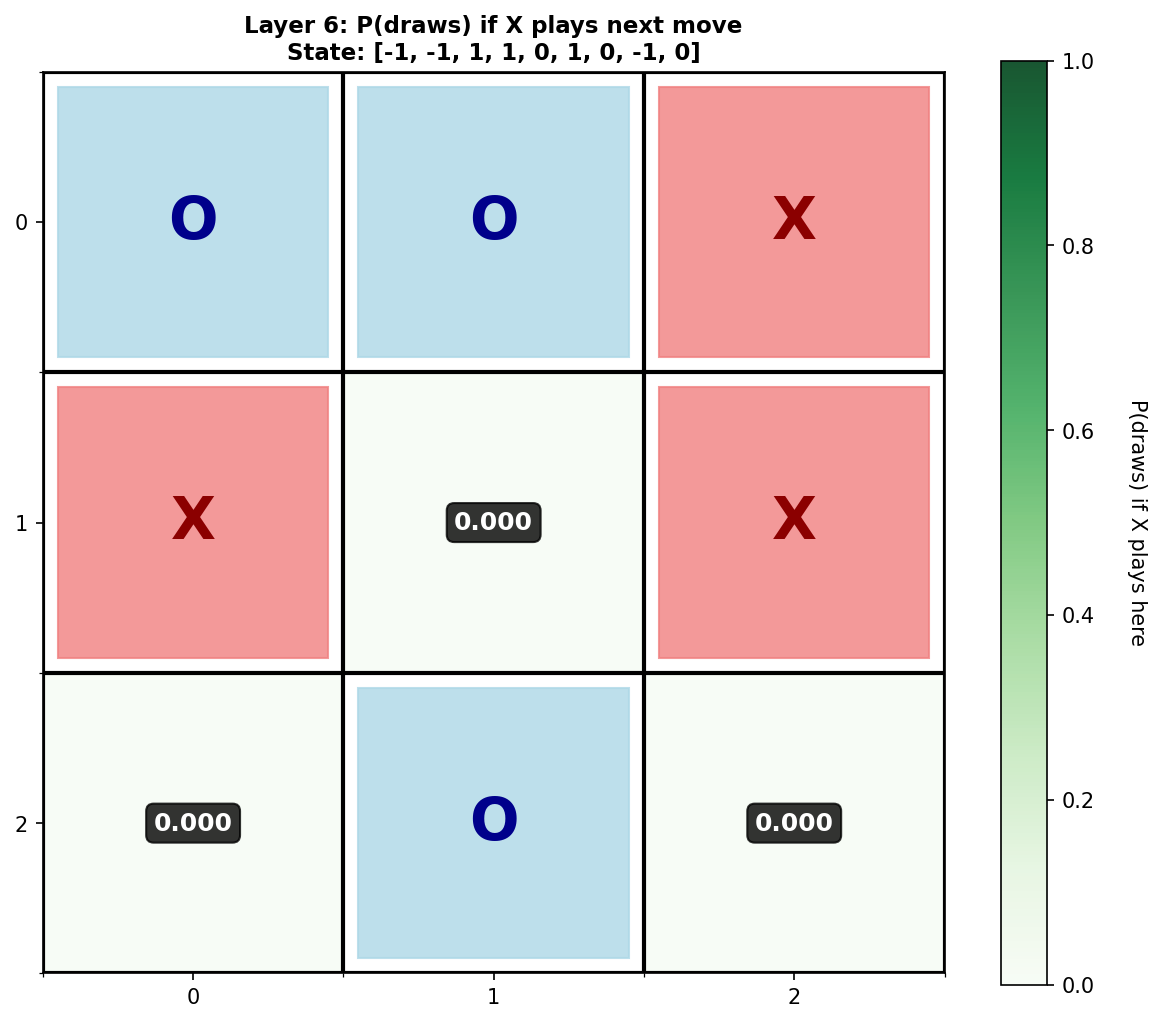 Layer 6: P(draws) if X plays next move
State: [-1, -1, 1, 1, 0, 1, 0, -1, 0]
0
O
O
X
1
X
0.000
X
2
0.000
O
0.000
0
1
2
1.0
0.8
0.6
0.4
0.2
0.0
P(draws) if X plays here